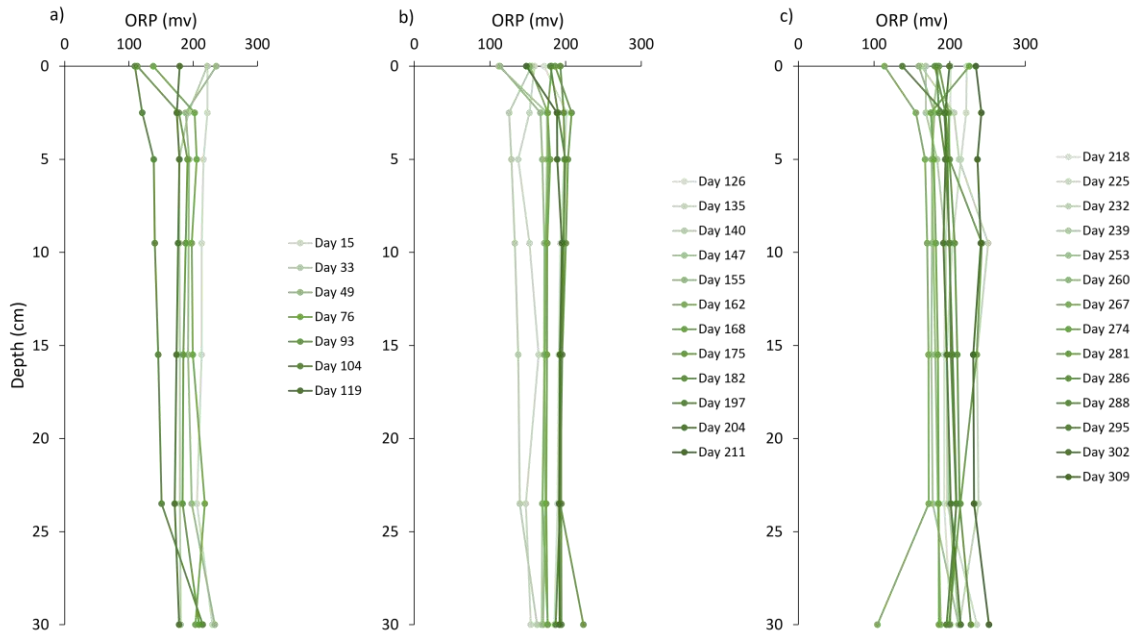 a)
ORP (mv)
0 100 200 300
0
5
10
15
20
25
30
Depth (cm)
Day 15
Day 33
Day 49
Day 76
Day 93
Day 104
Day 119
b)
ORP (mv)
0 100 200 300
0
5
10
15
20
25
30
Day 126
Day 135
Day 140
Day 147
Day 155
Day 162
Day 168
Day 175
Day 182
Day 197
Day 204
Day 211
c)
ORP (mv)
0 100 200 300
0
5
10
15
20
25
30
Day 218
Day 225
Day 232
Day 239
Day 253
Day 260
Day 267
Day 274
Day 281
Day 286
Day 288
Day 295
Day 302
Day 309